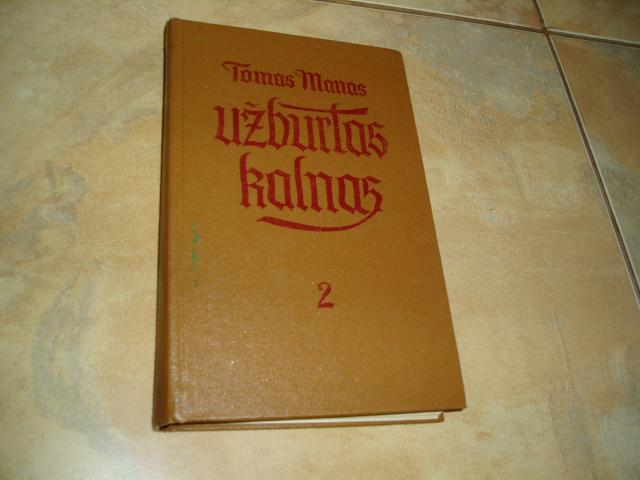 Tomas Manas
užburtas
kalnas
2